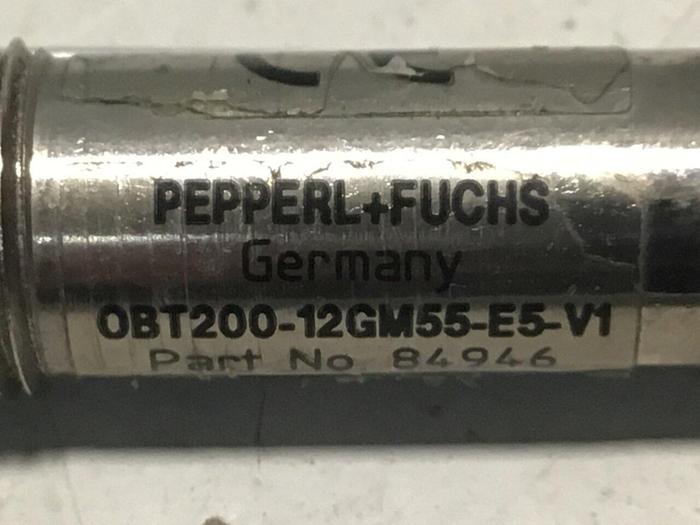 PEPPERL+FUCHS
Germany
OBT200-12GM55-E5-V1
Part No 84946